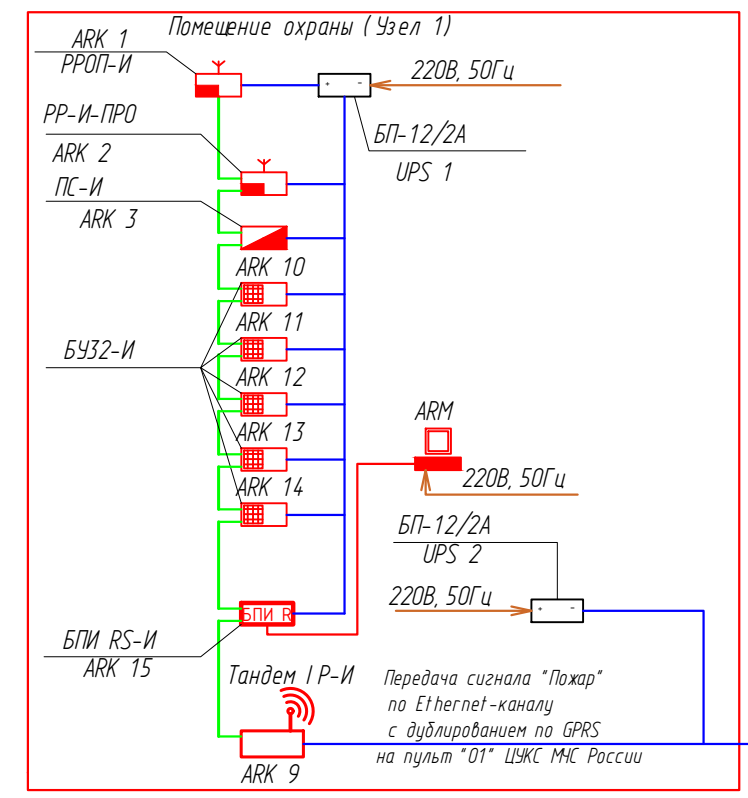 Помещение охраны (Узел 1)
ARK 1
РРОП-И
220В, 50Гц
РР-И-ПРО
ARK 2
БП-12/2А
UPS 1
ПС-И
ARK 3
ARK 10
ARK 11
БУ32-И
ARK 12
ARK 13
ARK 14
ARM
220В, 50Гц
БП-12/2А
UPS 2
220В, 50Гц
БПИ R
БПИ RS-И
ARK 15
Тандем IP-И
ARK 9
Передача сигнала "Пожар"
по Ethernet-каналу
с дублированием по GPRS
на пульт "01" ЦУКС МЧС России